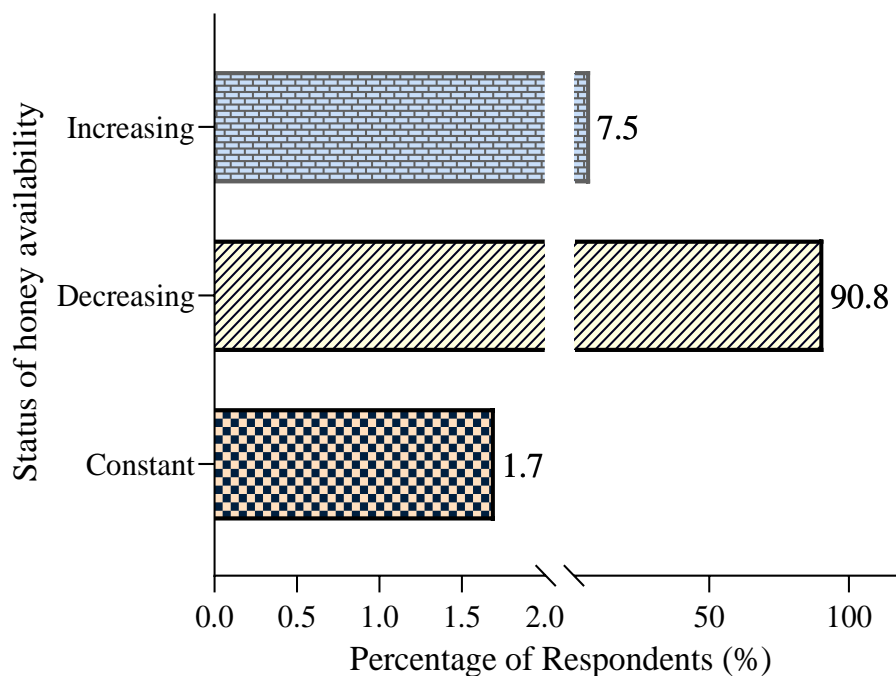 Status of honey availability
Increasing
7.5
Decreasing
90.8
Constant
1.7
0.0 0.5 1.0 1.5 2.0 50 100
Percentage of Respondents (%)